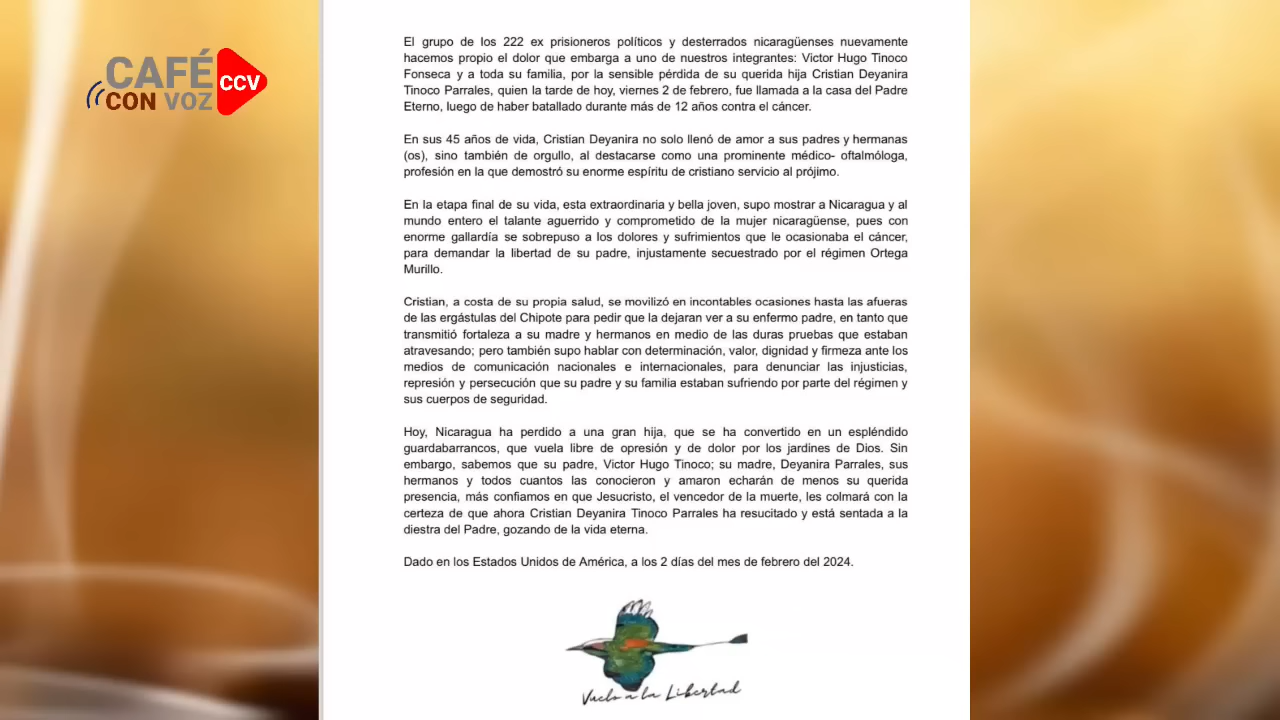 CAFÉ
CON VOZ
CCV
El grupo de los 222 ex prisioneros políticos y desterrados nicaragüenses nuevamente
hacemos propio el dolor que embarga a uno de nuestros integrantes: Victor Hugo Tinoco
Fonseca y a toda su familia, por la sensible pérdida de su querida hija Cristian Deyanira
Tinoco Parrales, quien la tarde de hoy, viernes 2 de febrero, fue llamada a la casa del Padre
Eterno, luego de haber batallado durante más de 12 años contra el cáncer.
En sus 45 años de vida, Cristian Deyanira no solo llenó de amor a sus padres y hermanas
(os), sino también de orgullo, al destacarse como una prominente médico- oftalmóloga,
profesión en la que demostró su enorme espíritu de cristiano servicio al prójimo.
En la etapa final de su vida, esta extraordinaria y bella joven, supo mostrar a Nicaragua y al
mundo entero el talante aguerrido y comprometido de la mujer nicaragüense, pues con
enorme gallardía se sobrepuso a los dolores y sufrimientos que le ocasionaba el cáncer,
para demandar la libertad de su padre, injustamente secuestrado por el régimen Ortega
Murillo.
Cristian, a costa de su propia salud, se movilizó en incontables ocasiones hasta las afueras
de las ergástulas del Chipote para pedir que la dejaran ver a su enfermo padre, en tanto que
transmitió fortaleza a su madre y hermanos en medio de las duras pruebas que estaban
atravesando; pero también supo hablar con determinación, valor, dignidad y firmeza ante los
medios de comunicación nacionales e internacionales, para denunciar las injusticias,
represión y persecución que su padre y su familia estaban sufriendo por parte del régimen y
sus cuerpos de seguridad.
Hoy, Nicaragua ha perdido a una gran hija, que se ha convertido en un espléndido
guardabarrancos, que vuela libre de opresión y de dolor por los jardines de Dios. Sin
embargo, sabemos que su padre, Victor Hugo Tinoco; su madre, Deyanira Parrales, sus
hermanos y todos cuantos las conocieron y amaron echarán de menos su querida
presencia, más confiamos en que Jesucristo, el vencedor de la muerte, les colmará con la
certeza de que ahora Cristian Deyanira Tinoco Parrales ha resucitado y está sentada a la
diestra del Padre, gozando de la vida eterna.
Dado en los Estados Unidos de América, a los 2 días del mes de febrero del 2024.
Vuelo a la Libertad